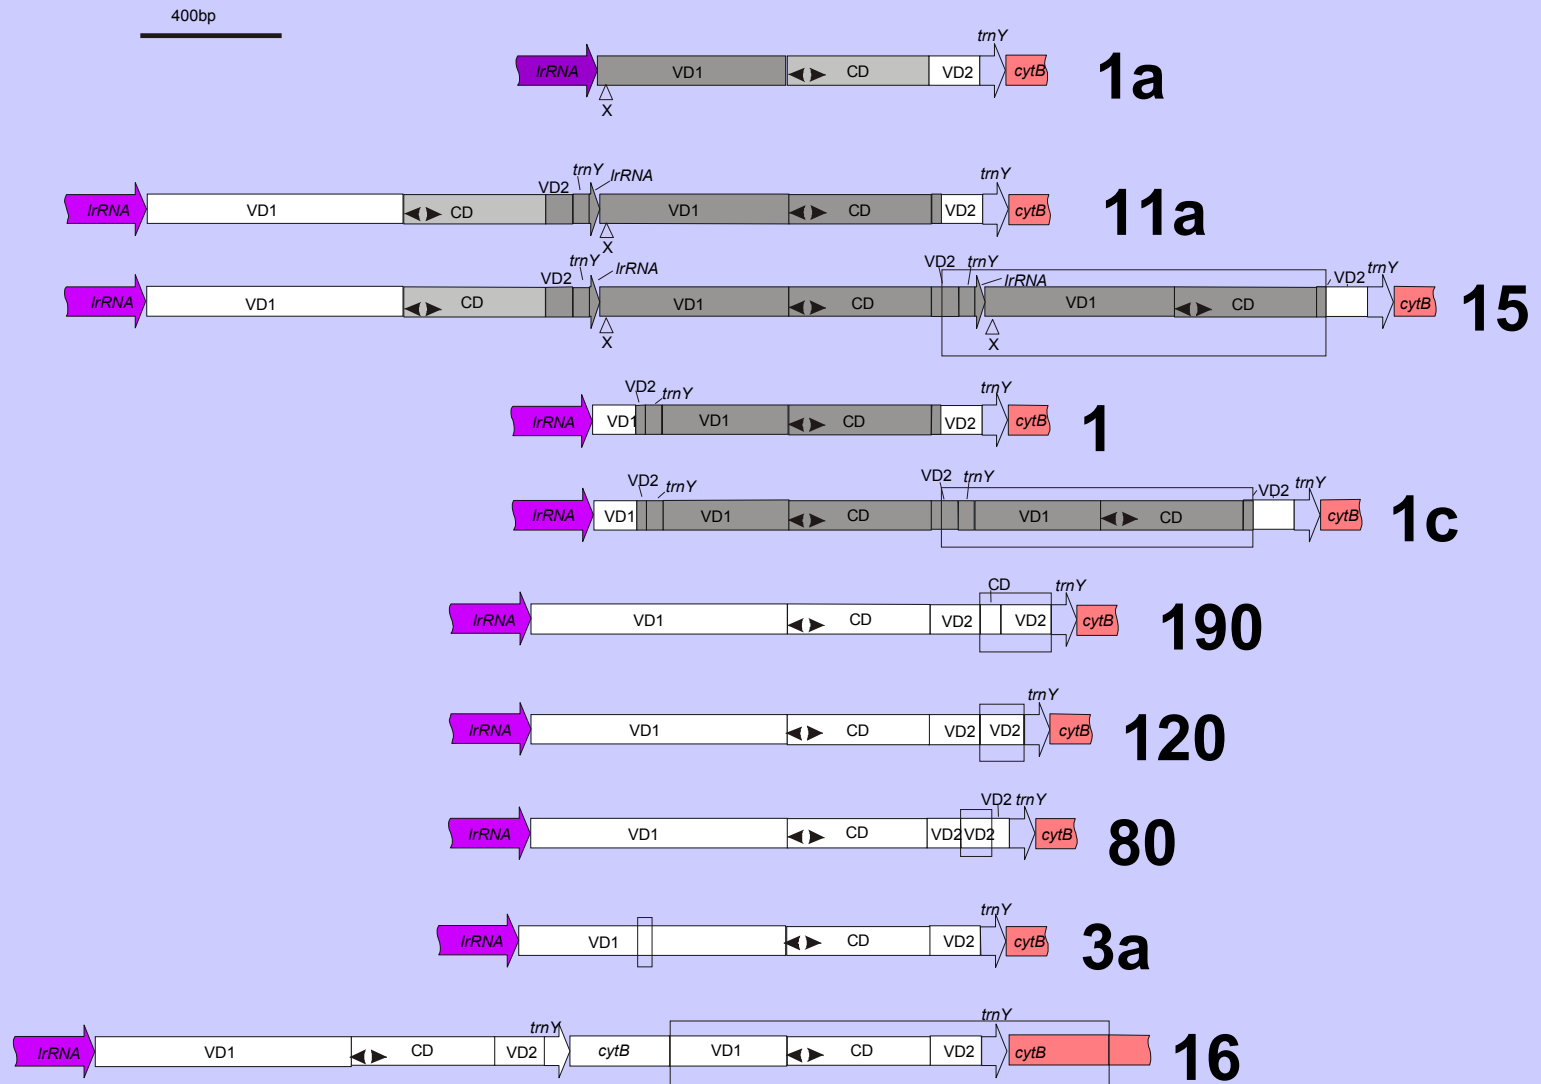 400bp
trnY
lrRNA VD1 CD VD2 cytB 1a
X
trnY lrRNA trnY
VD2
lrRNA VD1 CD VD1 CD VD2 cytB 11a
X
trnY lrRNA VD2 trnY lrRNA VD2 trnY
VD2
lrRNA VD1 CD VD1 CD VD1 CD cytB 15
X X
VD2 trnY trnY
lrRNA VD1 VD1 CD VD2 cytB 1
VD2 trnY VD2 trnY VD2 trnY
lrRNA VD1 VD1 CD VD1 CD cytB 1c
CD trnY
lrRNA VD1 CD VD2 VD2 cytB 190
trnY
lrRNA VD1 CD VD2 VD2 cytB 120
VD2 trnY
lrRNA VD1 CD VD2 VD2 cytB 80
trnY
lrRNA VD1 CD VD2 cytB 3a
trnY trnY
lrRNA VD1 CD VD2 cytB VD1 CD VD2 cytB 16